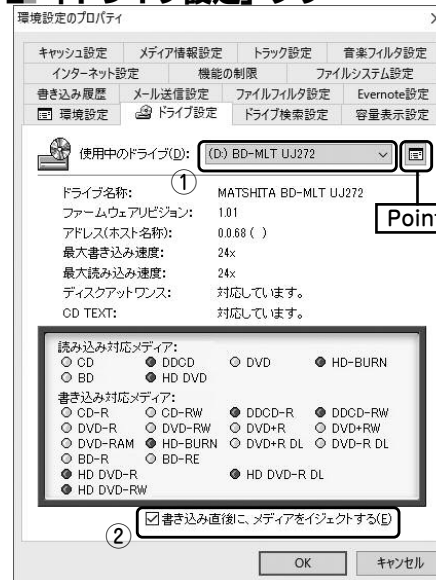 環境設定のプロパティ
キャッシュ設定 メディア情報設定 トラック設定 音楽フィルタ設定
インターネット設定 機能の制限 ファイルシステム設定
書き込み履歴 メール送信設定 ファイルフィルタ設定 Evernote設定
環境設定 ドライブ設定 ドライブ検索設定 容量表示設定
使用中のドライブ(D): (D:) BD-MLT UJ272
①
ドライブ名称: MATSHITA BD-MLT UJ272
Point
ファームウェアリビジョン: 1.01
アドレス(ホスト名称): 0.0.68 ( )
最大書き込み速度: 24x
最大読み込み速度: 24x
ディスクアットワンス: 対応しています。
CD TEXT: 対応しています。
読み込み対応メディア:
CD DDCD DVD HD-BURN
BD HD DVD
書き込み対応メディア:
CD-R CD-RW DDCD-R DDCD-RW
DVD-R DVD-RW DVD+R DVD+RW
DVD-RAM HD-BURN DVD+R DL DVD-R DL
BD-R BD-RE
HD DVD-R HD DVD-R DL
HD DVD-RW
書き込み直後に、メディアをイジェクトする(E)
②
OK キャンセル